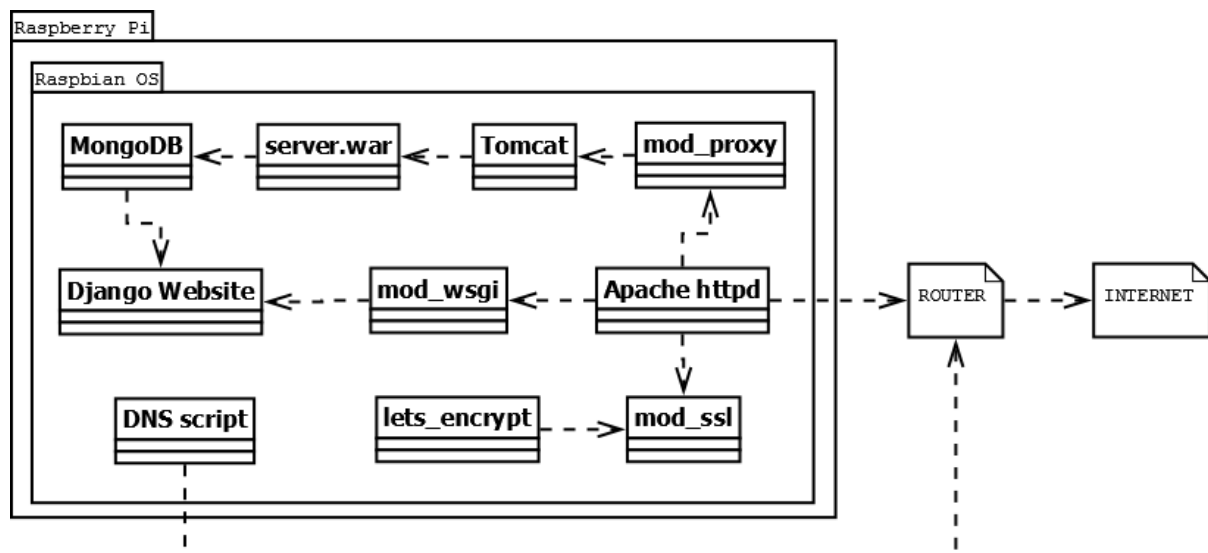 Raspberry Pi
Raspbian OS
MongoDB
server.war
Tomcat
mod_proxy
Django Website
mod_wsgi
Apache httpd
ROUTER
INTERNET
DNS script
lets_encrypt
mod_ssl